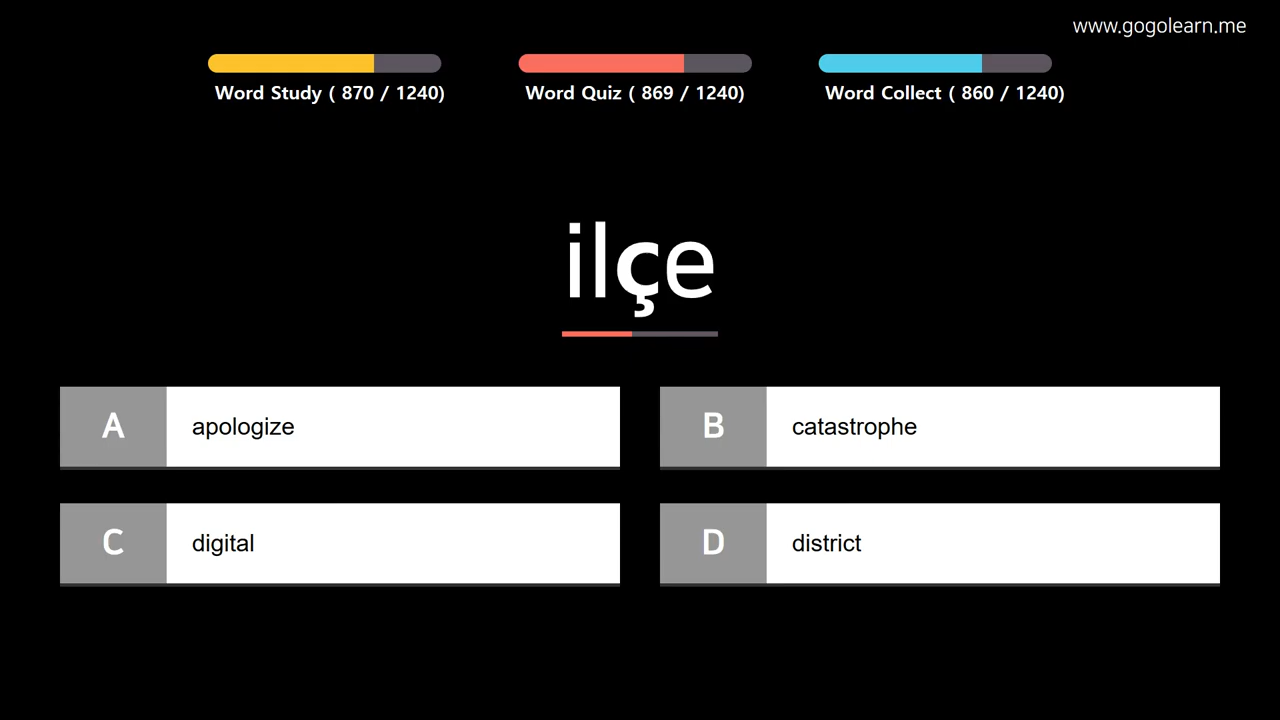 www.gogolearn.me
Word Study ( 870 / 1240)
Word Quiz ( 869 / 1240)
Word Collect ( 860 / 1240)
ilçe
A apologize
B catastrophe
C digital
D district